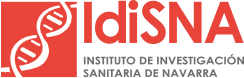 IdiSNA
INSTITUTO DE INVESTIGACIÓN
SANITARIA DE NAVARRA